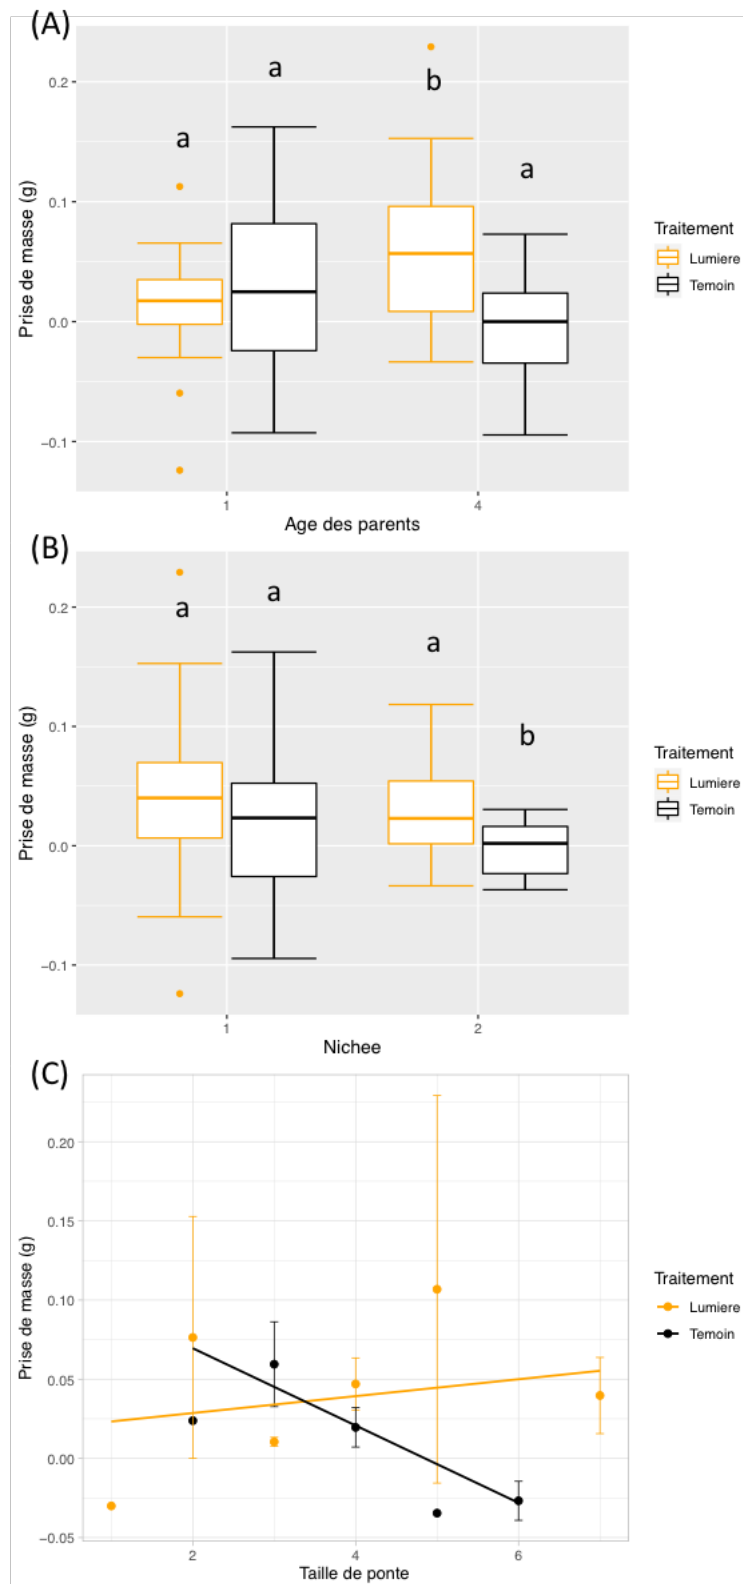 (A)
0.2
0.1
0.0
−0.1
Prise de masse (g)
a
a
b
a
1
4
Age des parents
Traitement
Lumiere
Temoin
(B)
0.2
0.1
0.0
−0.1
Prise de masse (g)
a
a
a
b
1
2
Nichee
Traitement
Lumiere
Temoin
(C)
0.20
0.15
0.10
0.05
0.00
−0.05
Prise de masse (g)
2
4
6
Taille de ponte
Traitement
Lumiere
Temoin